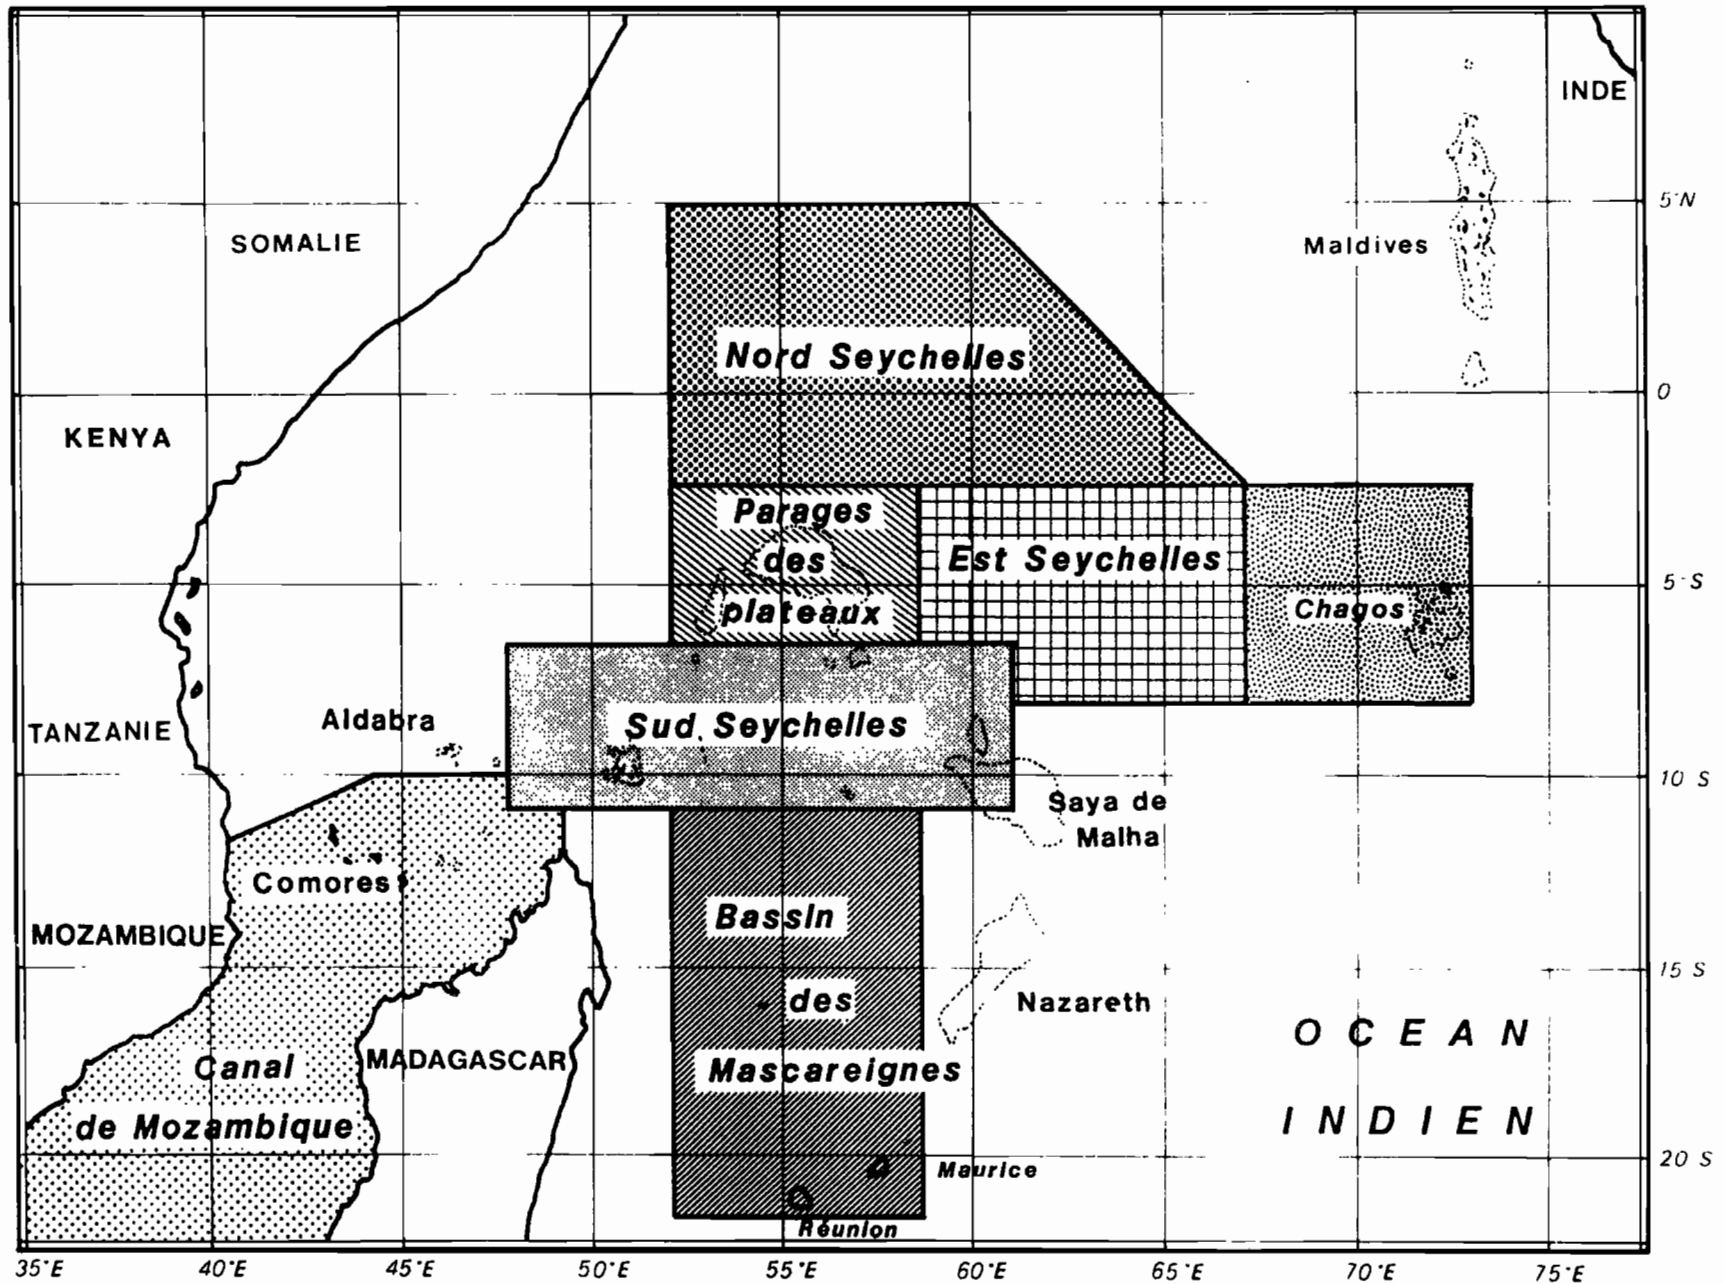 INDE
5°N
SOMALIE
Maldives
Nord Seychelles
0
KENYA
Parages
des
plateaux
Est Seychelles
5°S
Chagos
Aldabra
TANZANIE
Sud Seychelles
10 S
Saya de
Malha
Comores
Bassin
des
Mascareignes
MOZAMBIQUE
15 S
Nazareth
OCEAN
INDIEN
Canal
de Mozambique
MADAGASCAR
20 S
Maurice
Réunion
35°E 40°E 45°E 50°E 55°E 60°E 65°E 70°E 75°E